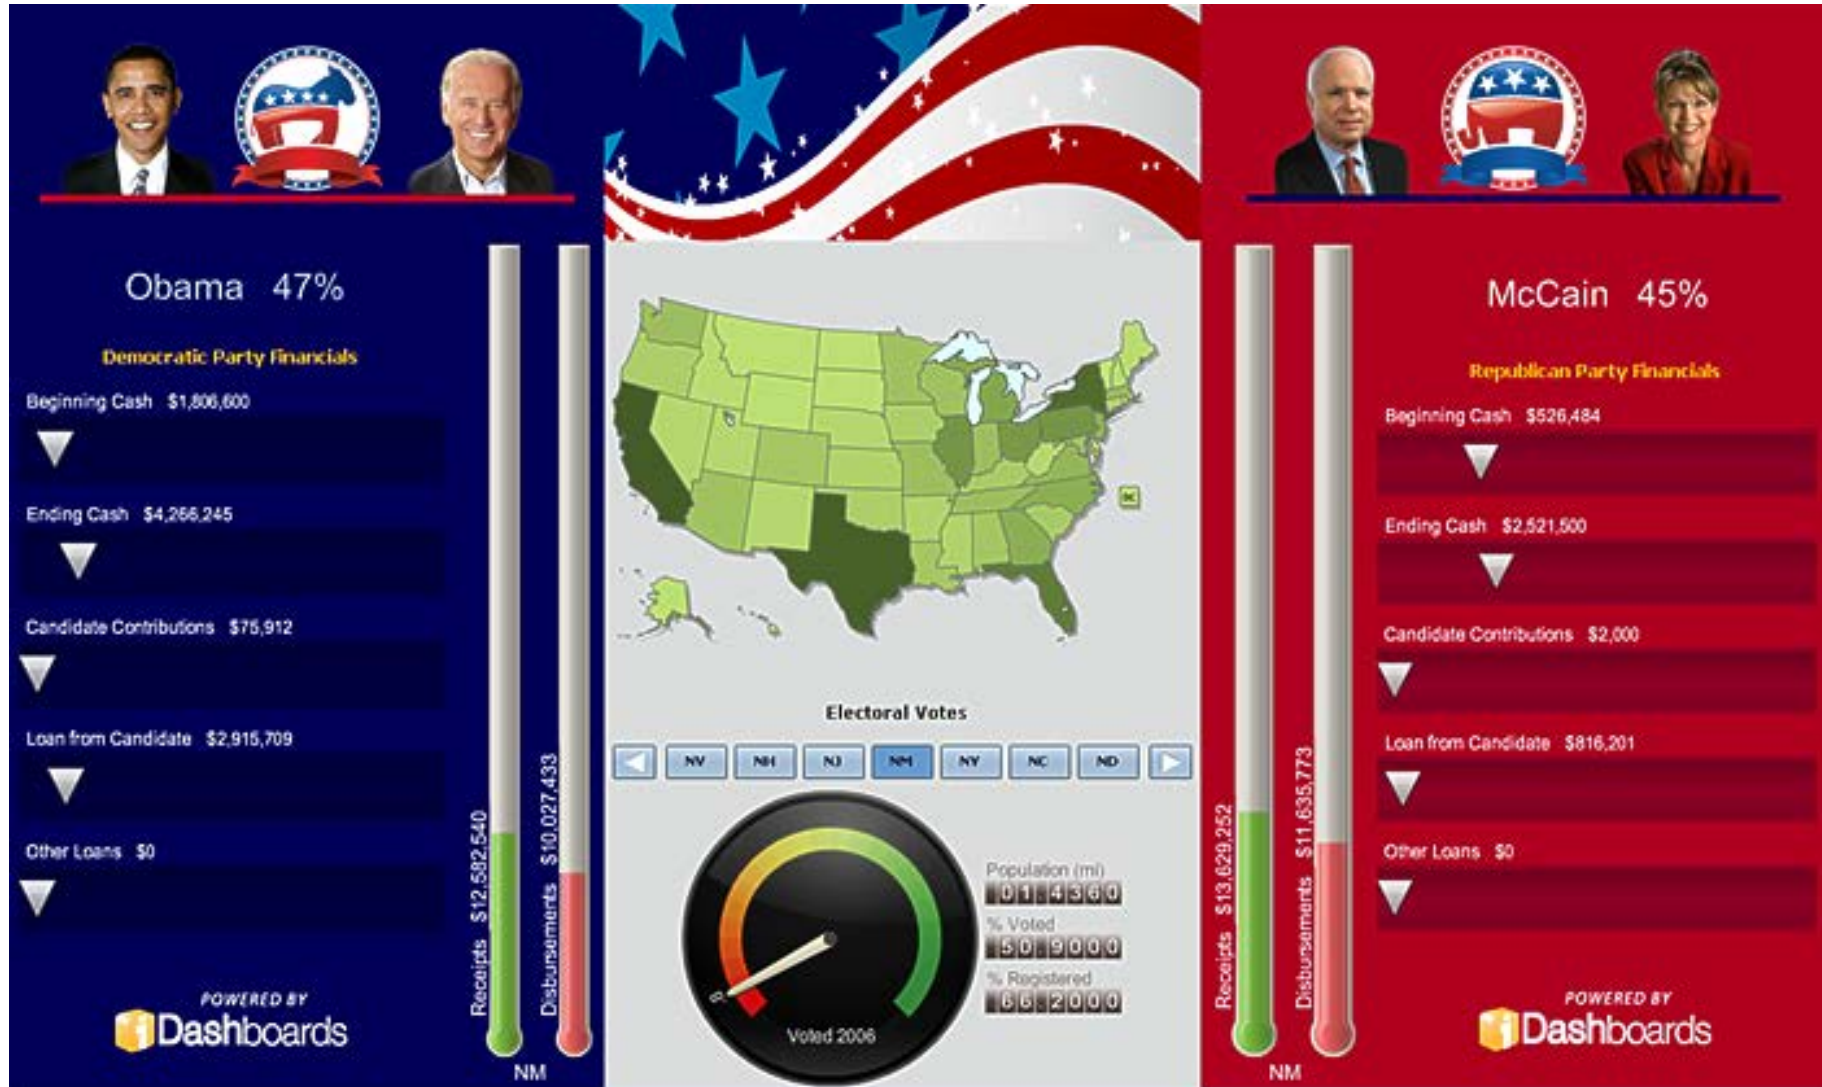 Obama 47%
Democratic Party Financials
Beginning Cash $1,806,600
Ending Cash $4,266,245
Candidate Contributions $75,912
Loan from Candidate $2,915,709
Other Loans $0
POWERED BY
iDashboards
Receipts $12,582,540
Disbursements $10,027,433
NM
DC
Electoral Votes
NV NH NJ NM NY NC ND
Voted 2006
Population (ml)
01.4360
% Voted
50.9000
% Registered
66.2000
McCain 45%
Republican Party Financials
Beginning Cash $526,484
Ending Cash $2,521,500
Candidate Contributions $2,000
Loan from Candidate $816,201
Other Loans $0
POWERED BY
iDashboards
Receipts $13,629,252
Disbursements $11,635,773
NM